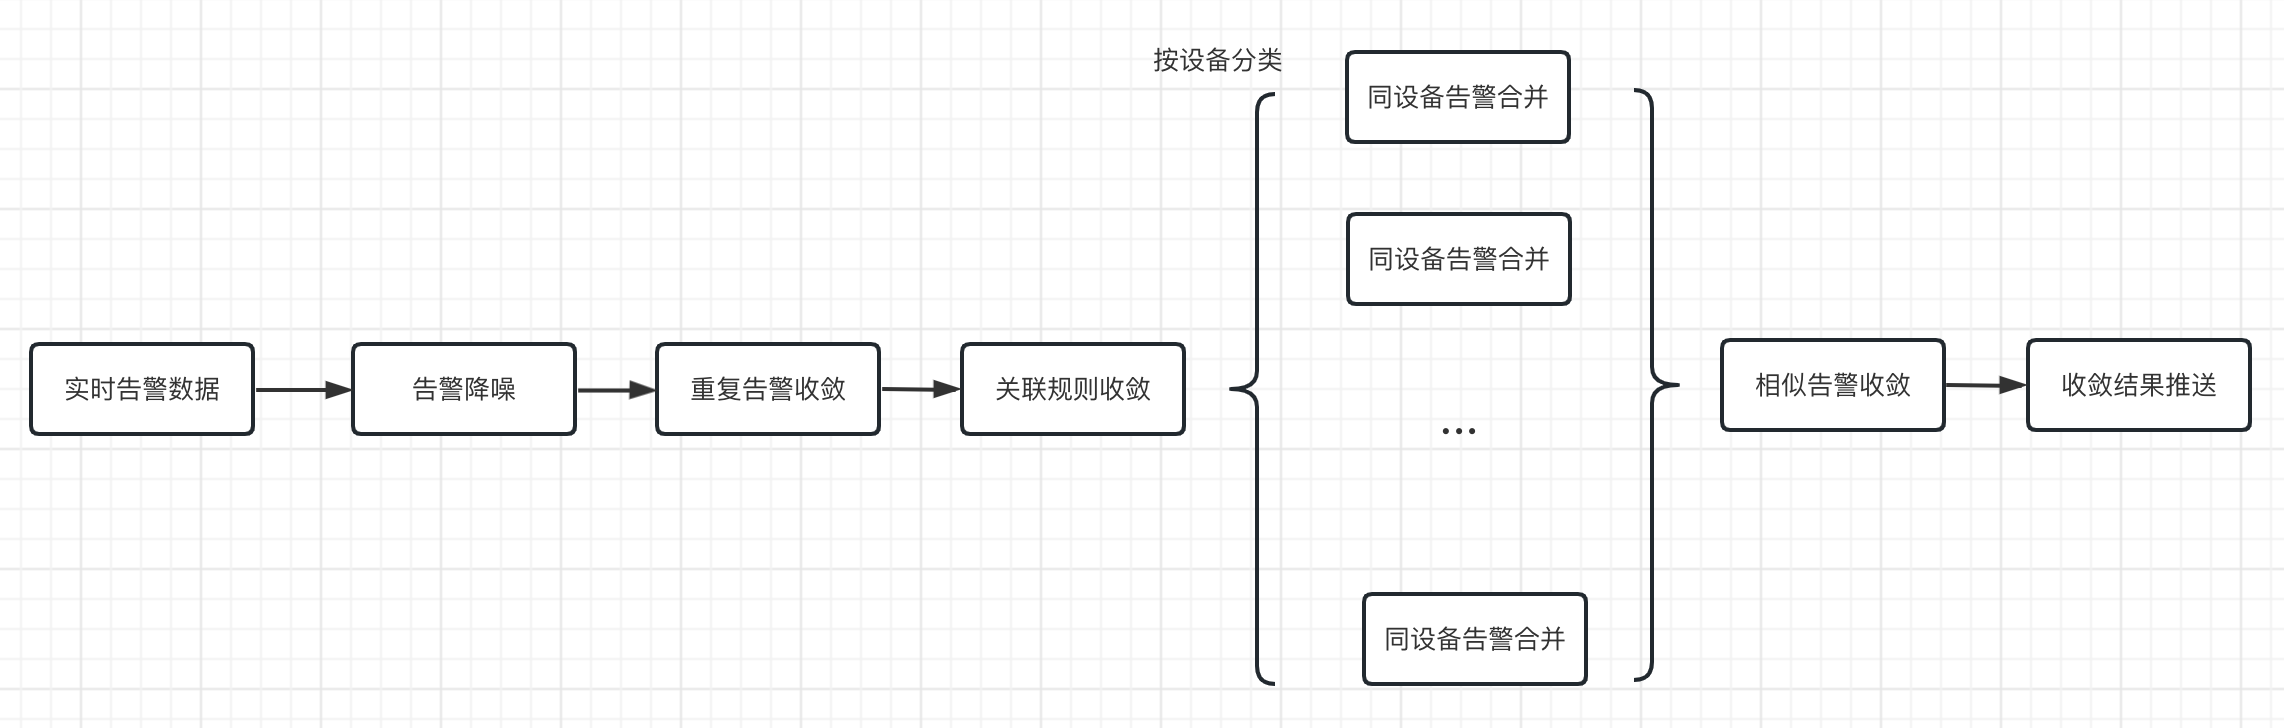 实时告警数据
告警降噪
重复告警收敛
关联规则收敛
按设备分类
同设备告警合并
同设备告警合并
...
同设备告警合并
相似告警收敛
收敛结果推送